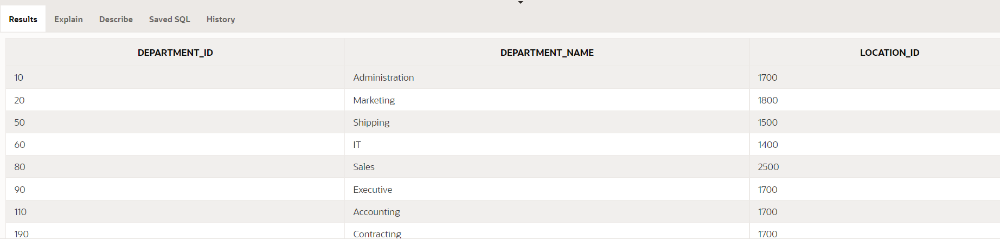 Results Explain Describe Saved SQL History
DEPARTMENT_ID DEPARTMENT_NAME LOCATION_ID
10 Administration 1700
20 Marketing 1800
50 Shipping 1500
60 IT 1400
80 Sales 2500
90 Executive 1700
110 Accounting 1700
190 Contracting 1700